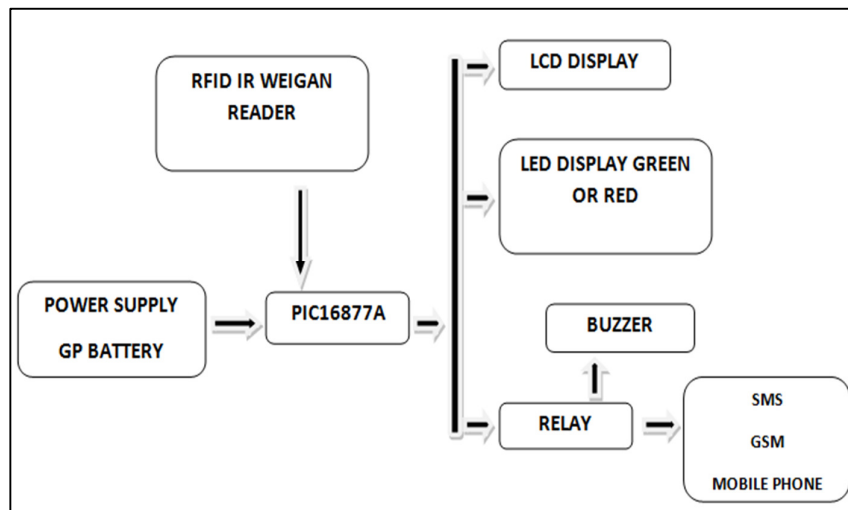 RFID IR WEIGAN
READER
LCD DISPLAY
LED DISPLAY GREEN
OR RED
POWER SUPPLY
GP BATTERY
PIC16877A
BUZZER
RELAY
SMS
GSM
MOBILE PHONE